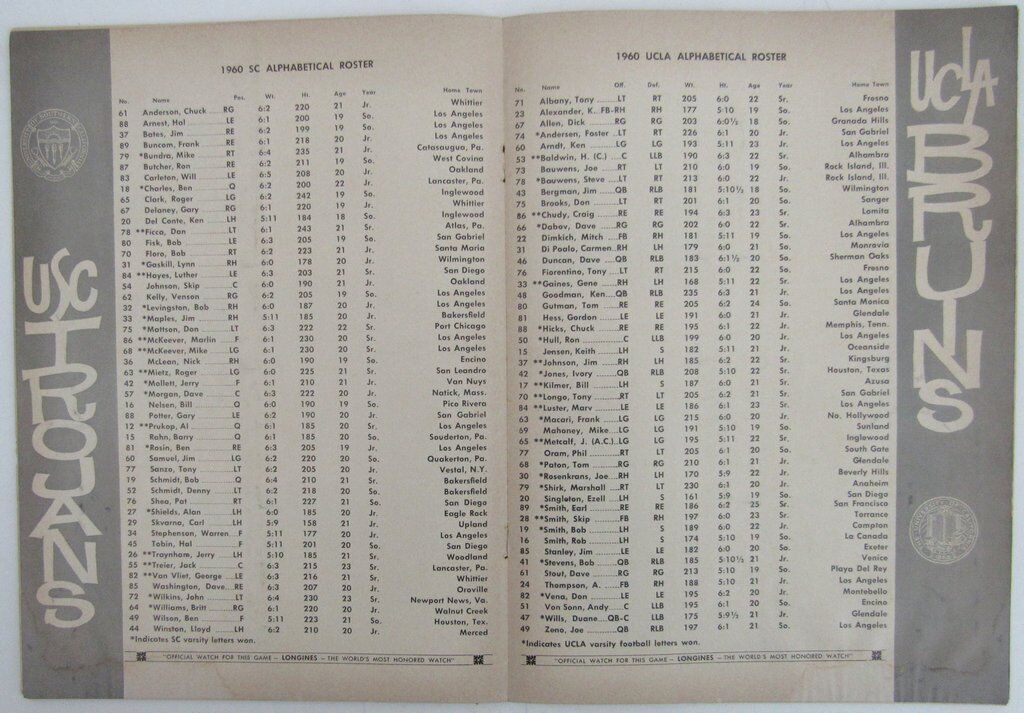 1960 SC ALPHABETICAL ROSTER
No. Name Pos. Wt. Ht. Age Year Home Town
61 Anderson, Chuck RG 6:2 220 21 Jr. Whittier
88 Arnest, Hal LE 6:1 200 19 So. Los Angeles
37 Bates, Jim RE 6:2 199 19 So. Los Angeles
89 Buncom, Frank RE 6:1 218 20 Jr. Los Angeles
79 *Bundra, Mike RT 6:4 235 21 Jr. Catasauqua, Pa.
87 Butcher, Ron RE 6:2 211 19 So. West Covina
83 Carleton, Will LE 6:5 208 20 Jr. Oakland
18 *Charles, Ben Q 6:2 200 22 Jr. Lancaster, Pa.
65 Clark, Roger LG 6:2 242 19 So. Inglewood
67 Delaney, Gary RG 6:1 220 19 Jr. Whittier
20 Del Conte, Ken LH 5:11 184 18 So. Inglewood
78 **Ficca, Dan LT 6:1 243 21 Sr. Los Angeles
80 Fisk, Bob LE 6:3 205 19 So. San Gabriel
70 Floro, Bob RT 6:2 223 21 Jr. Santa Maria
31 *Gaskill, Lynn RH 6:0 178 20 Jr. Wilmington
84 **Hayes, Luther LE 6:3 203 21 Sr. San Diego
54 Johnson, Skip C 6:0 190 21 Jr. Oakland
62 Kelly, Venson RG 6:2 205 19 So. Los Angeles
32 *Levingston, Bob RH 6:0 187 20 Jr. Los Angeles
33 *Maples, Jim RH 5:11 185 20 Jr. Bakersfield
75 *Mattson, Don LT 6:3 222 22 Sr. Port Chicago
86 **McKeever, Marlin F 6:1 230 20 Sr. Los Angeles
68 **McKeever, Mike LG 6:1 230 20 Sr. Los Angeles
36 McLean, Nick RH 6:0 190 19 So. Encino
63 **Mietz, Roger LG 6:0 225 21 Sr. San Leandro
42 *Mollett, Jerry F 6:1 210 21 Jr. Van Nuys
57 *Morgan, Dave C 6:3 222 20 Jr. Natick, Mass.
16 Nelsen, Bill Q 6:0 190 19 So. Pico Rivera
88 Potter, Gary LE 6:2 190 20 Jr. San Gabriel
12 **Prukop, Al Q 6:1 185 20 Sr. Los Angeles
15 Rahn, Barry Q 6:1 185 20 So. Souderton, Pa.
81 *Rosin, Ben RE 6:3 205 19 Jr. Los Angeles
60 Samuel, Jim LG 6:2 220 20 So. Quakerton, Pa.
77 Sanzo, Tony LT 6:2 205 20 Jr. Vestal, N.Y.
19 Schmidt, Bob Q 6:4 210 21 Jr. Bakersfield
52 Schmidt, Denny LT 6:2 218 20 So. Bakersfield
76 Shea, Pat RT 6:1 227 21 So. San Diego
27 *Shields, Alan LH 6:0 185 20 Jr. Eagle Rock
29 Skvarna, Carl LH 5:9 158 21 Jr. Upland
34 Stephenson, Warren F 5:11 177 20 Jr. Los Angeles
45 Tobin, Hal F 5:11 201 20 So. San Diego
26 **Traynham, Jerry LH 5:10 185 21 Sr. Woodland
55 **Treier, Jack C 6:3 215 23 Sr. Lancaster, Pa.
82 **Van Vliet, George LE 6:3 216 21 Sr. Whittier
85 Washington, Dave RE 6:3 207 20 Jr. Oroville
72 *Wilkins, John LT 6:4 230 23 Sr. Newport News, Va.
64 *Williams, Britt RG 6:1 220 20 Jr. Walnut Creek
49 Wilson, Ben F 5:11 223 21 So. Houston, Tex.
44 Winston, Lloyd LH 6:2 210 20 Jr. Merced
*Indicates SC varsity letters won.
"OFFICIAL WATCH FOR THIS GAME — LONGINES — THE WORLD'S MOST HONORED WATCH"
USC TROJANS
1960 UCLA ALPHABETICAL ROSTER
No. Name Off. Def. Wt. Ht. Age Year Home Town
71 Albany, Tony LT RT 205 6:0 22 Sr. Fresno
23 Alexander, K. FB-RH RH 177 5:10 19 So. Los Angeles
67 Allen, Dick RG RG 203 6:0½ 18 So. Granada Hills
74 *Andersen, Foster LT RT 226 6:1 20 Jr. San Gabriel
60 Arndt, Ken LG LG 193 5:11 23 Jr. Los Angeles
53 **Baldwin, H. (C.) C LLB 190 6:3 22 Sr. Alhambra
73 Bauwens, Joe RT LT 210 6:0 19 So. Rock Island, Ill.
78 *Bauwens, Steve LT RT 213 6:0 22 Jr. Rock Island, Ill.
43 Bergman, Jim QB RLB 181 5:10½ 18 So. Wilmington
75 Brooks, Don LT RT 201 6:1 20 So. Sanger
86 **Chudy, Craig RE RE 194 6:3 23 Sr. Lomita
66 *Dabov, Dave RG RG 202 6:0 22 Sr. Alhambra
22 Dimkich, Mitch FB RH 181 5:11 19 So. Los Angeles
31 Di Poalo, Carmen RH LH 179 6:0 21 So. Monravia
46 Duncan, Dave QB RLB 183 6:1½ 20 So. Sherman Oaks
76 Fiorentino, Tony LT RT 215 6:0 22 So. Fresno
33 **Gaines, Gene RH LH 168 5:11 22 Sr. Los Angeles
48 Goodman, Ken QB RLB 235 6:3 21 Jr. Los Angeles
80 Gutman, Tom RE RE 205 6:2 24 So. Santa Monica
81 Hess, Gordon LE LE 191 6:0 21 Jr. Glendale
88 *Hicks, Chuck RE RE 195 6:1 22 Jr. Memphis, Tenn.
50 *Hull, Ron C LLB 199 6:0 20 Jr. Los Angeles
15 Jensen, Keith LH S 182 5:11 21 Jr. Oceanside
37 **Johnson, Jim RH LH 185 6:2 22 Sr. Kingsburg
42 *Jones, Ivory QB RLB 208 5:10 22 Sr. Houston, Texas
17 **Kilmer, Bill LH S 187 6:0 21 Sr. Azusa
70 **Longo, Tony RT LT 205 6:2 21 Sr. San Gabriel
84 **Luster, Marv LE LE 186 6:1 23 Sr. Los Angeles
63 *Macari, Frank LG LG 215 6:0 20 Jr. No. Hollywood
69 Mahoney, Mike LG LG 191 5:10 19 So. Sunland
65 **Metcalf, J. (A.C.) LG LG 195 5:11 22 Sr. Inglewood
77 Oram, Phil RT LT 205 6:1 20 So. South Gate
68 *Paton, Tom RG RG 210 6:1 21 Jr. Glendale
30 *Rosenkrans, Joe RH LH 170 5:9 22 Jr. Beverly Hills
79 *Shirk, Marshall RT LT 230 6:1 20 Jr. Anaheim
20 Singleton, Ezell LH S 161 5:9 19 So. San Diego
89 *Smith, Earl RE RE 186 6:2 25 Sr. San Francisco
28 **Smith, Skip FB RH 197 6:0 23 Sr. Torrance
19 *Smith, Bob LH S 189 6:0 22 Jr. Compton
16 Smith, Rob LH S 174 5:10 19 So. La Canada
85 Stanley, Jim LE LE 182 6:0 20 So. Exeter
41 *Stevens, Bob QB RLB 185 5:10½ 21 Jr. Venice
61 Stout, Dave RG RG 213 5:10 19 So. Playa Del Rey
24 Thompson, A. FB RH 188 5:10 21 Jr. Los Angeles
82 *Vena, Don LE LE 195 6:2 20 Jr. Montebello
51 Von Sonn, Andy C LLB 195 6:1 20 So. Encino
47 *Wills, Duane QB-C LLB 175 5:9½ 21 Jr. Glendale
49 Zeno, Joe QB RLB 197 6:1 21 So. Los Angeles
*Indicates UCLA varsity football letters won.
"OFFICIAL WATCH FOR THIS GAME — LONGINES — THE WORLD'S MOST HONORED WATCH"
UCLA BRUINS